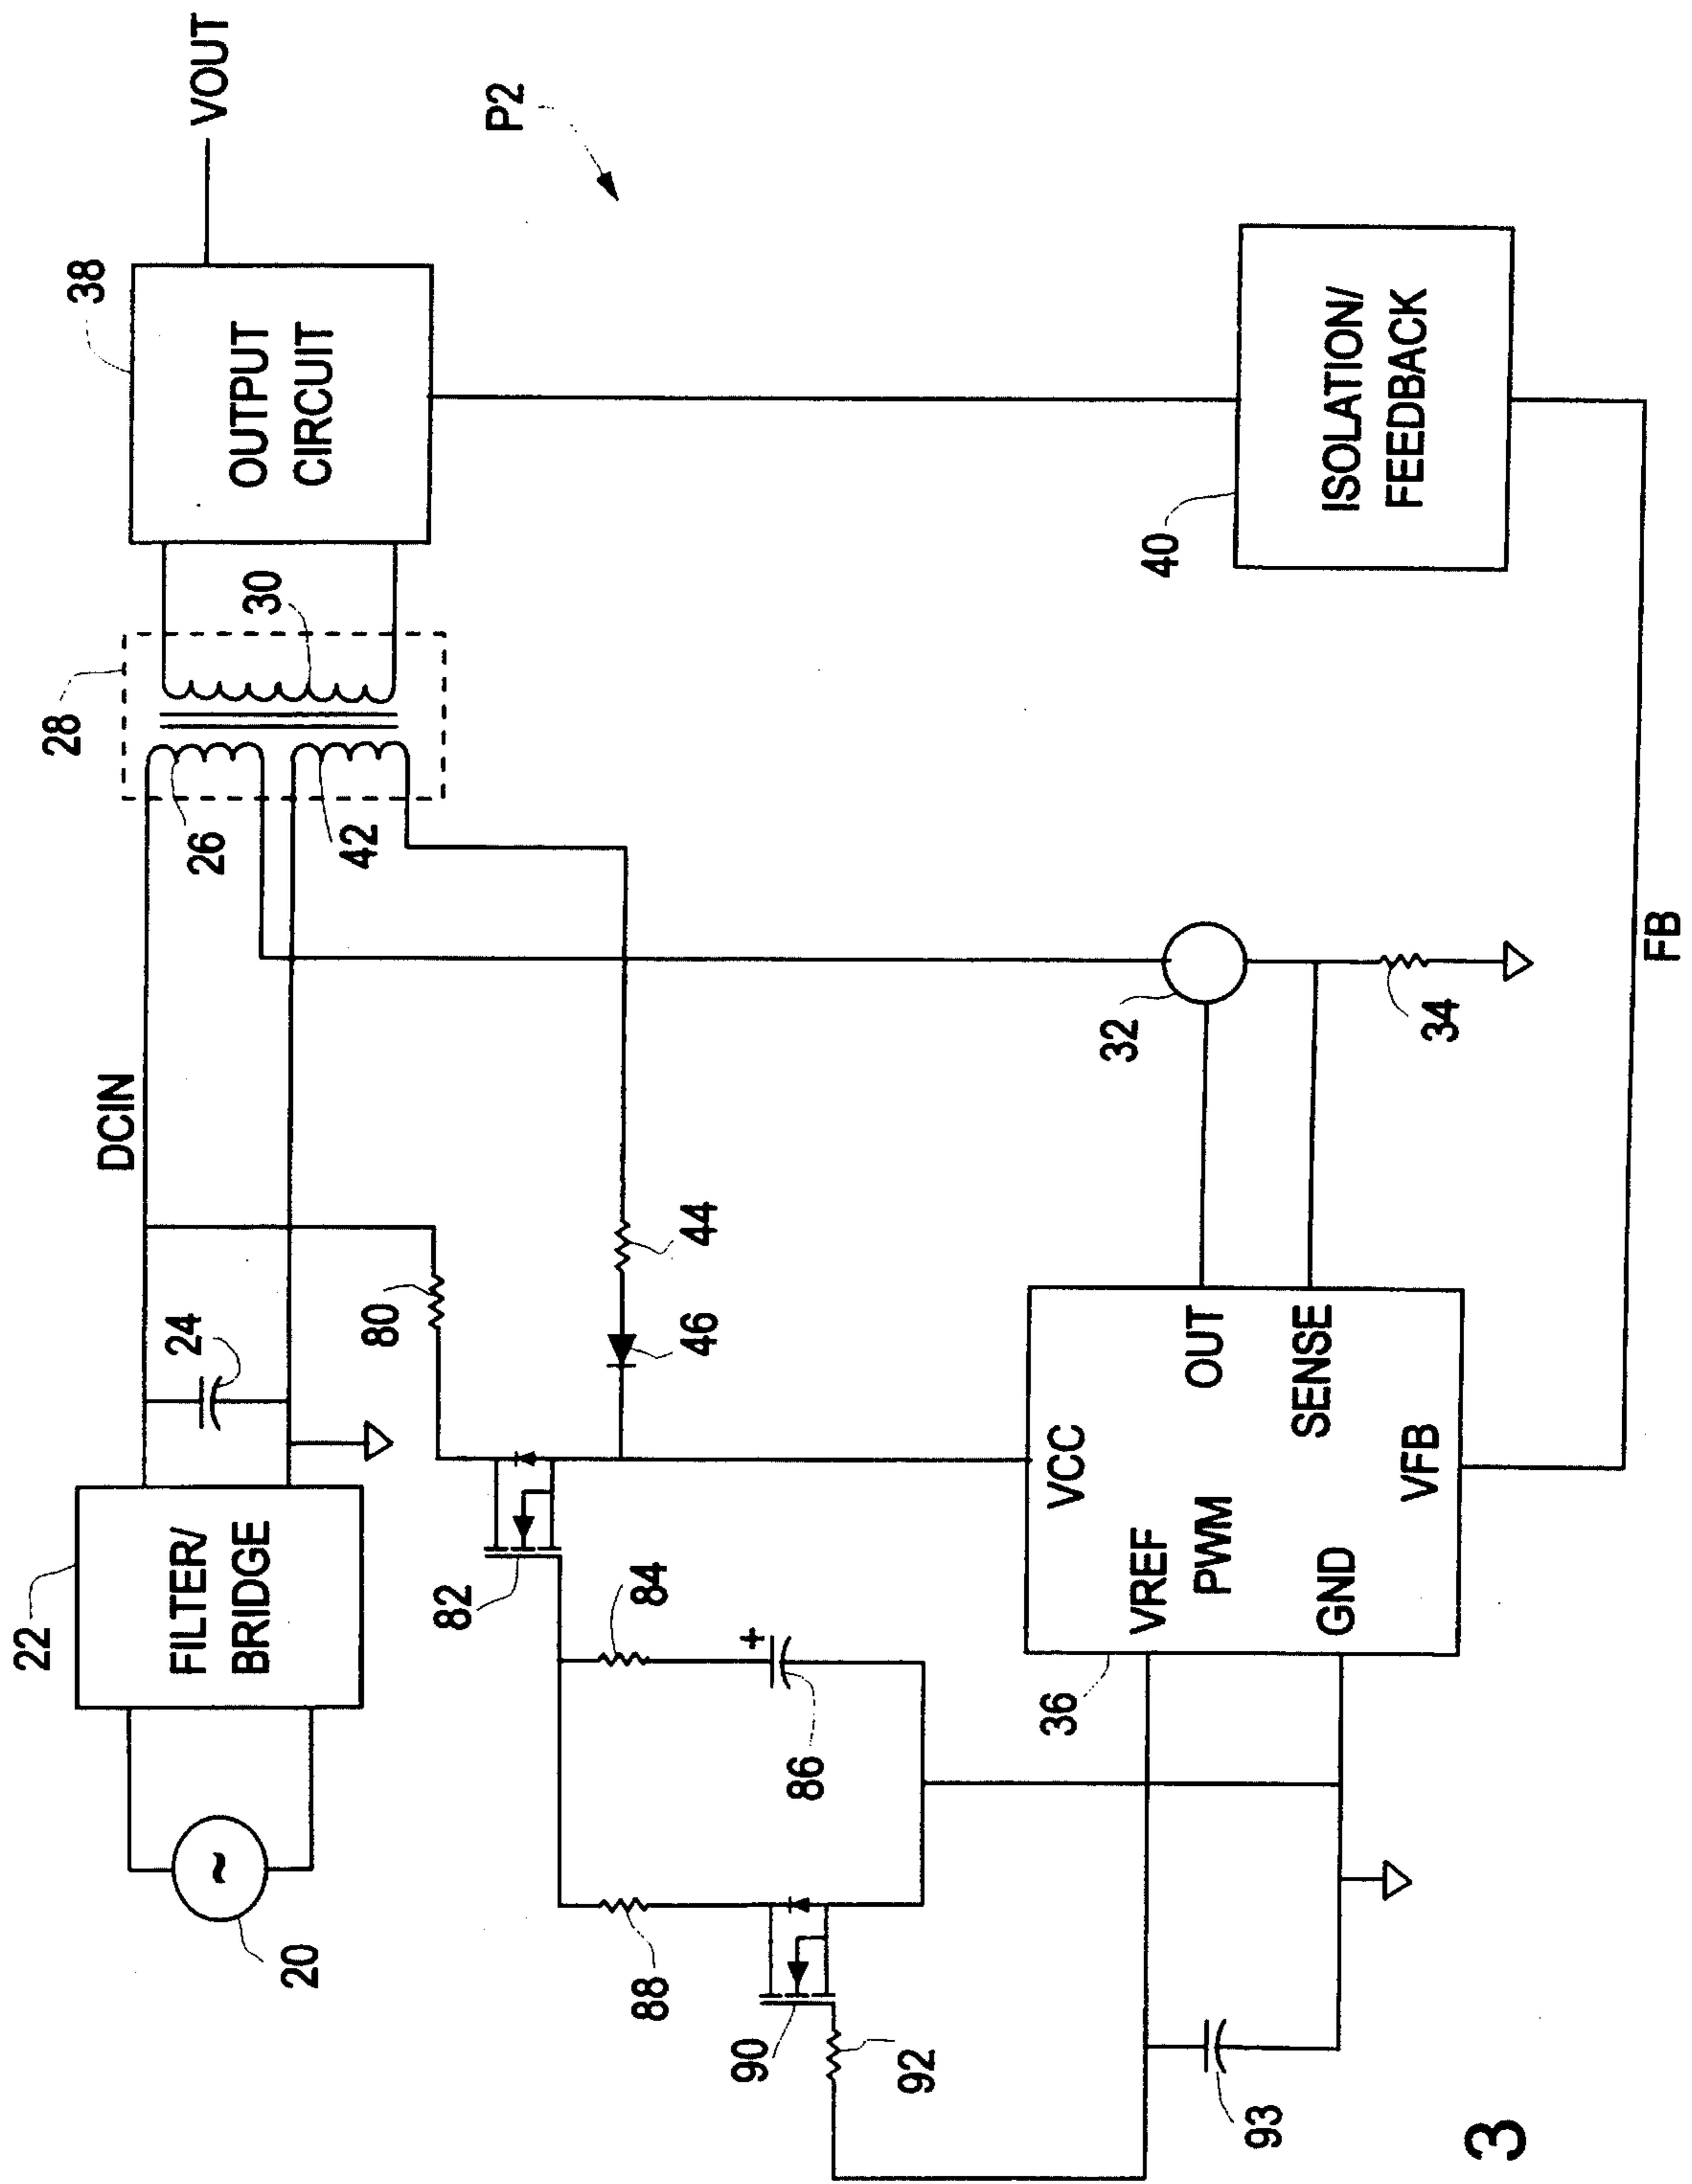 VOUT
P2
38
OUTPUT
CIRCUIT
30
28
26
42
DCIN
24
22
FILTER/
BRIDGE
20
80
44
46
82
84
86
88
90
92
93
36
VCC
VREF
PWM
OUT
SENSE
GND
VFB
32
34
40
ISOLATION/
FEEDBACK
FB
3